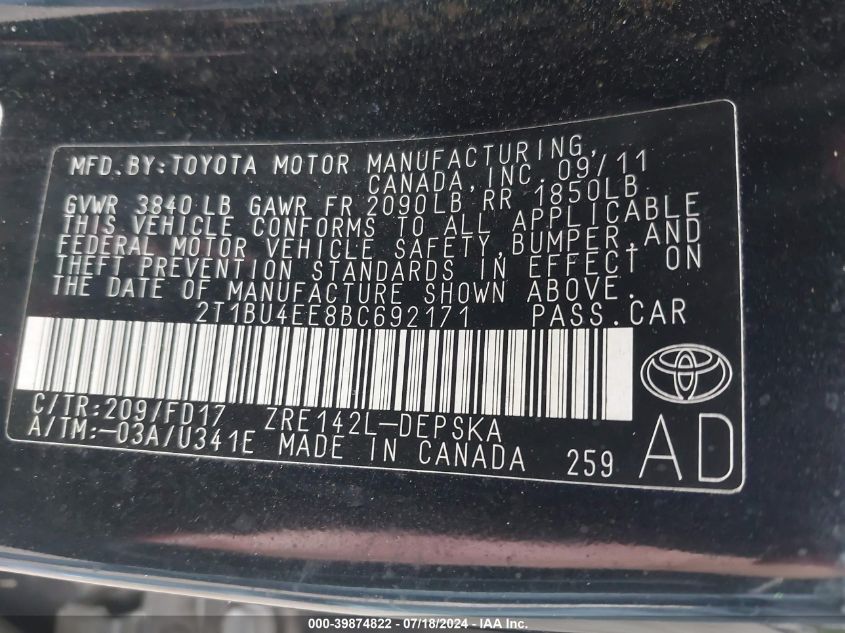 MFD.BY:TOYOTA MOTOR MANUFACTURING,
CANADA, INC. 09/11
GVWR 3840 LB GAWR FR 2090LB RR 1850LB
THIS VEHICLE CONFORMS TO ALL APPLICABLE
FEDERAL MOTOR VEHICLE SAFETY, BUMPER, AND
THEFT PREVENTION STANDARDS IN EFFECT ON
THE DATE OF MANUFACTURE SHOWN ABOVE.
2T1BU4EE8BC692171 PASS.CAR
C/TR:209/FD17 ZRE142L-DEPSKA
A/TM:-03A/U341E MADE IN CANADA 259 AD
000-39874822 - 07/18/2024 - IAA Inc.